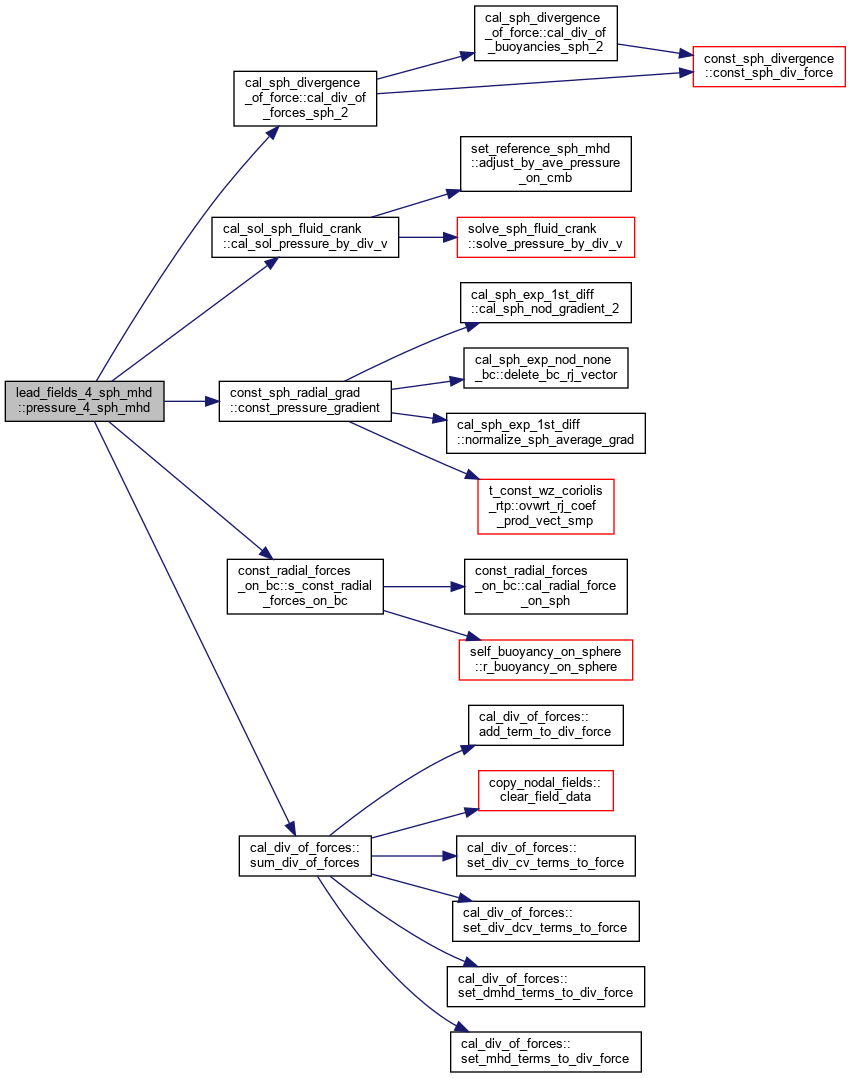 cal_sph_divergence
_of_force::cal_div_of
_buoyancies_sph_2
const_sph_divergence
::const_sph_div_force
cal_sph_divergence
_of_force::cal_div_of
_forces_sph_2
set_reference_sph_mhd
::adjust_by_ave_pressure
_on_cmb
cal_sol_sph_fluid_crank
::cal_sol_pressure_by_div_v
solve_sph_fluid_crank
::solve_pressure_by_div_v
cal_sph_exp_1st_diff
::cal_sph_nod_gradient_2
cal_sph_exp_nod_none
_bc::delete_bc_rj_vector
lead_fields_4_sph_mhd
::pressure_4_sph_mhd
const_sph_radial_grad
::const_pressure_gradient
cal_sph_exp_1st_diff
::normalize_sph_average_grad
t_const_wz_coriolis
_rtp::ovwrt_rj_coef
_prod_vect_smp
const_radial_forces
_on_bc::s_const_radial
_forces_on_bc
const_radial_forces
_on_bc::cal_radial_force
_on_sph
self_buoyancy_on_sphere
::r_buoyancy_on_sphere
cal_div_of_forces::
add_term_to_div_force
copy_nodal_fields::
clear_field_data
cal_div_of_forces::
sum_div_of_forces
cal_div_of_forces::
set_div_cv_terms_to_force
cal_div_of_forces::
set_div_dcv_terms_to_force
cal_div_of_forces::
set_dmhd_terms_to_div_force
cal_div_of_forces::
set_mhd_terms_to_div_force